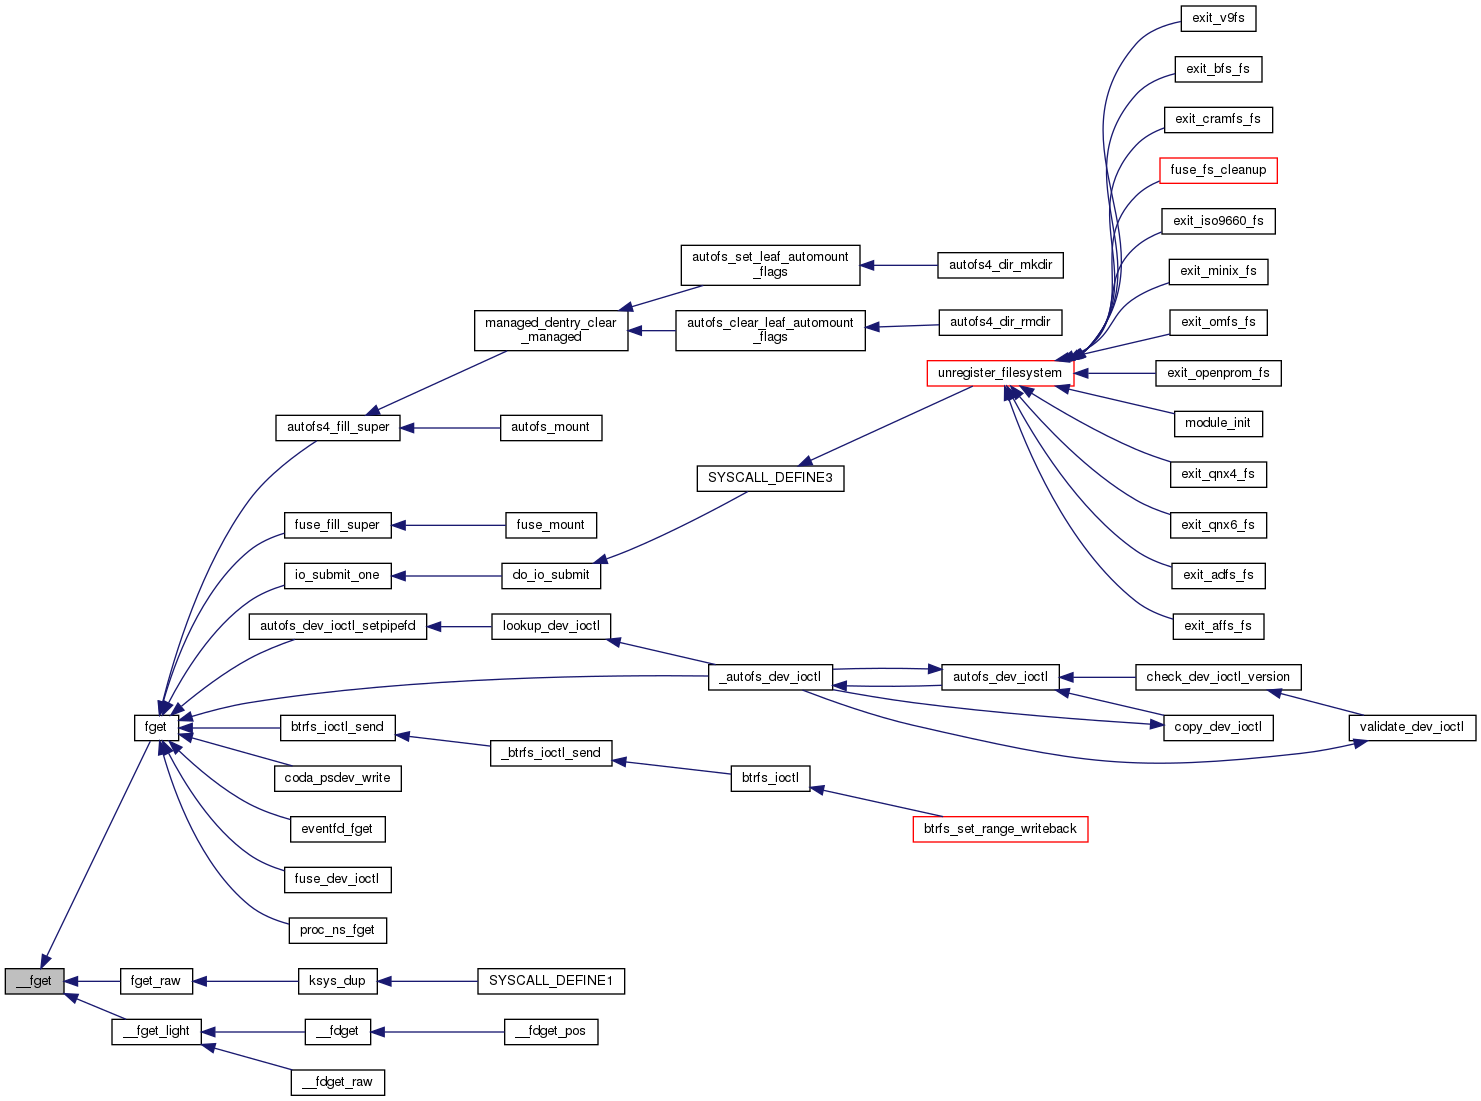 exit_v9fs
exit_bfs_fs
exit_cramfs_fs
fuse_fs_cleanup
exit_iso9660_fs
autofs_set_leaf_automount
_flags
autofs4_dir_mkdir
exit_minix_fs
managed_dentry_clear
_managed
autofs_clear_leaf_automount
_flags
autofs4_dir_rmdir
exit_omfs_fs
unregister_filesystem
exit_openprom_fs
autofs4_fill_super
autofs_mount
module_init
SYSCALL_DEFINE3
exit_qnx4_fs
fuse_fill_super
fuse_mount
exit_qnx6_fs
io_submit_one
do_io_submit
exit_adfs_fs
autofs_dev_ioctl_setpipefd
lookup_dev_ioctl
exit_affs_fs
_autofs_dev_ioctl
autofs_dev_ioctl
check_dev_ioctl_version
fget
btrfs_ioctl_send
copy_dev_ioctl
validate_dev_ioctl
_btrfs_ioctl_send
coda_psdev_write
btrfs_ioctl
eventfd_fget
btrfs_set_range_writeback
fuse_dev_ioctl
proc_ns_fget
__fget
fget_raw
ksys_dup
SYSCALL_DEFINE1
__fget_light
__fdget
__fdget_pos
__fdget_raw